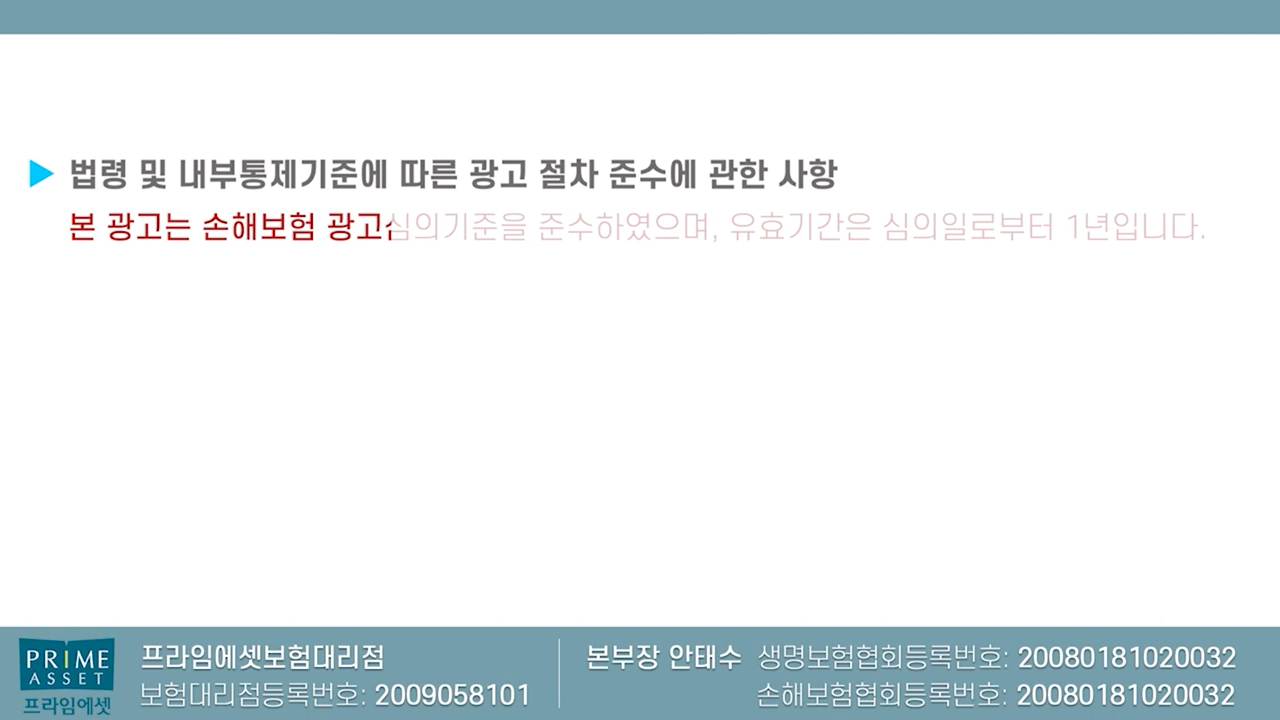 ▶ 법령 및 내부통제기준에 따른 광고 절차 준수에 관한 사항
본 광고는 손해보험 광고심의기준을 준수하였으며, 유효기간은 심의일로부터 1년입니다.
PRIME
ASSET
프라임에셋
프라임에셋보험대리점
보험대리점등록번호: 2009058101
본부장 안태수 생명보험협회등록번호: 20080181020032
손해보험협회등록번호: 20080181020032